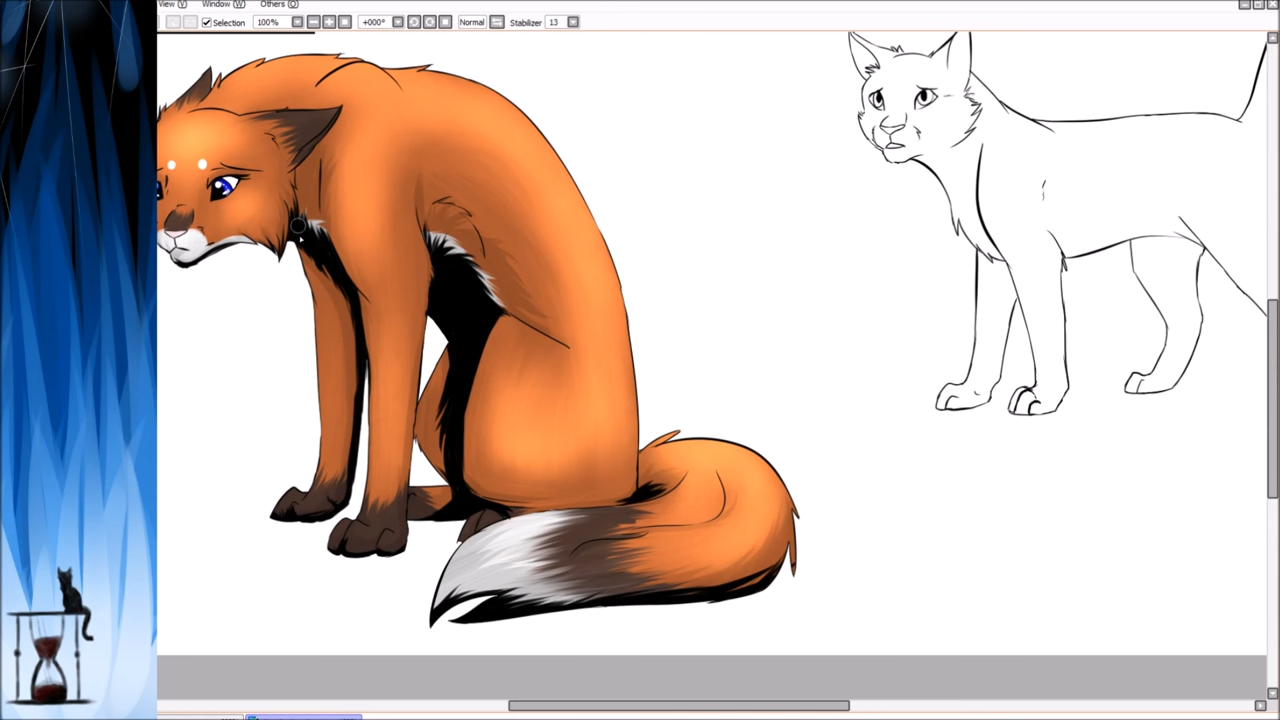 View (V) Window (W) Others (O)
Selection 100% +000° Normal Stabilizer 13